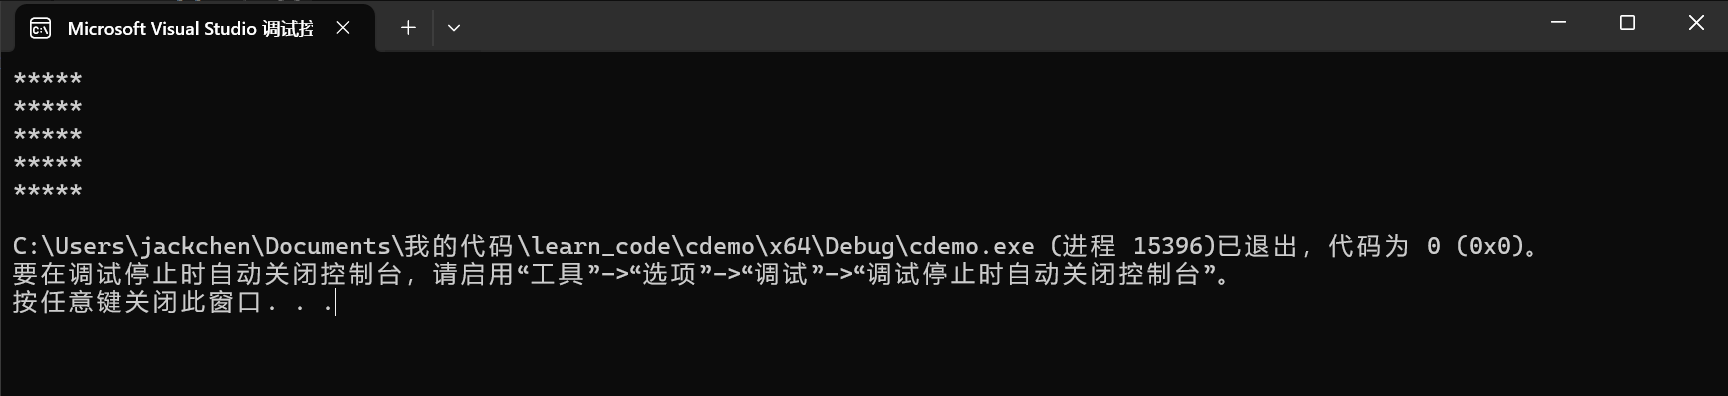 Microsoft Visual Studio 调试控
*****
*****
*****
*****
*****
C:\Users\jackchen\Documents\我的代码\learn_code\cdemo\x64\Debug\cdemo.exe (进程 15396)已退出，代码为 0 (0x0)。
要在调试停止时自动关闭控制台，请启用“工具”->“选项”->“调试”->“调试停止时自动关闭控制台”。
按任意键关闭此窗口. . .